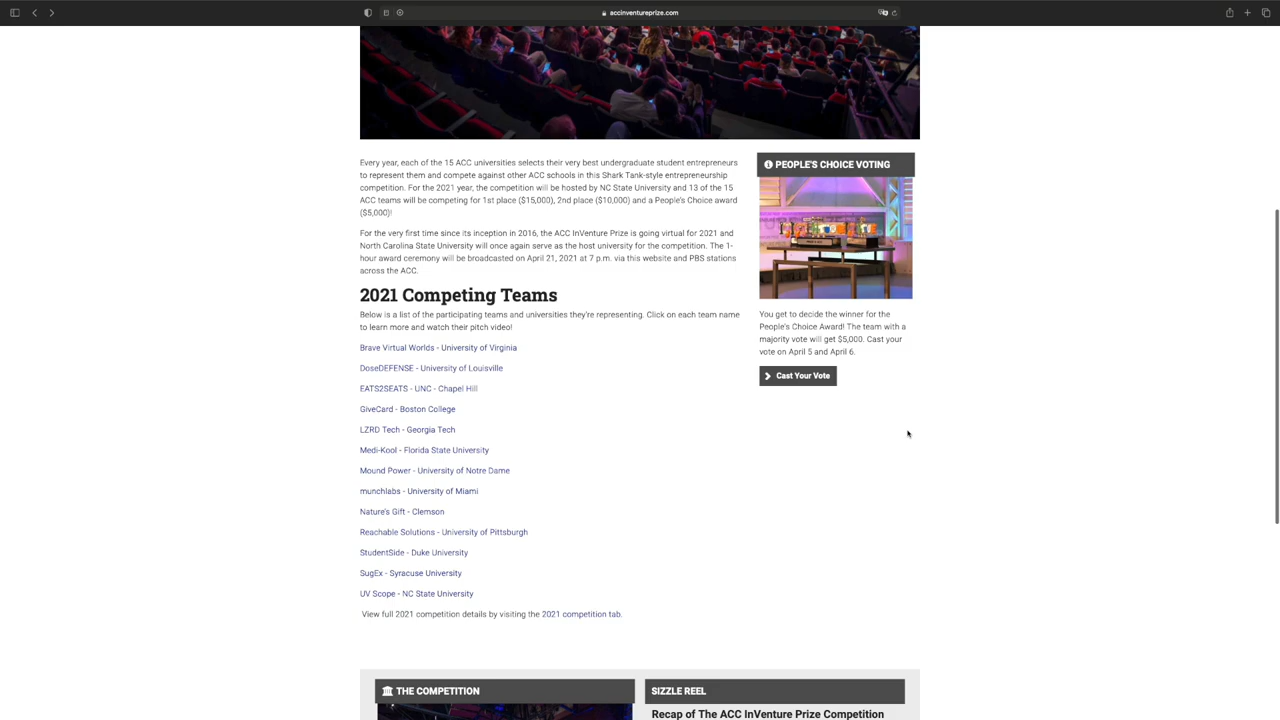 accinventureprize.com
Every year, each of the 15 ACC universities selects their very best undergraduate student entrepreneurs
to represent them and compete against other ACC schools in this Shark Tank-style entrepreneurship
competition. For the 2021 year, the competition will be hosted by NC State University and 13 of the 15
ACC teams will be competing for 1st place ($15,000), 2nd place ($10,000) and a People's Choice award
($5,000)!
For the very first time since its inception in 2016, the ACC InVenture Prize is going virtual for 2021 and
North Carolina State University will once again serve as the host university for the competition. The 1-
hour award ceremony will be broadcasted on April 21, 2021 at 7 p.m. via this website and PBS stations
across the ACC.
2021 Competing Teams
Below is a list of the participating teams and universities they're representing. Click on each team name
to learn more and watch their pitch video!
Brave Virtual Worlds - University of Virginia
DoseDEFENSE - University of Louisville
EATS2SEATS - UNC - Chapel Hill
GiveCard - Boston College
LZRD Tech - Georgia Tech
Medi-Kool - Florida State University
Mound Power - University of Notre Dame
munchlabs - University of Miami
Nature's Gift - Clemson
Reachable Solutions - University of Pittsburgh
StudentSide - Duke University
SugEx - Syracuse University
UV Scope - NC State University
View full 2021 competition details by visiting the 2021 competition tab.
PEOPLE'S CHOICE VOTING
You get to decide the winner for the
People's Choice Award! The team with a
majority vote will get $5,000. Cast your
vote on April 5 and April 6.
Cast Your Vote
THE COMPETITION
SIZZLE REEL
Recap of The ACC InVenture Prize Competition